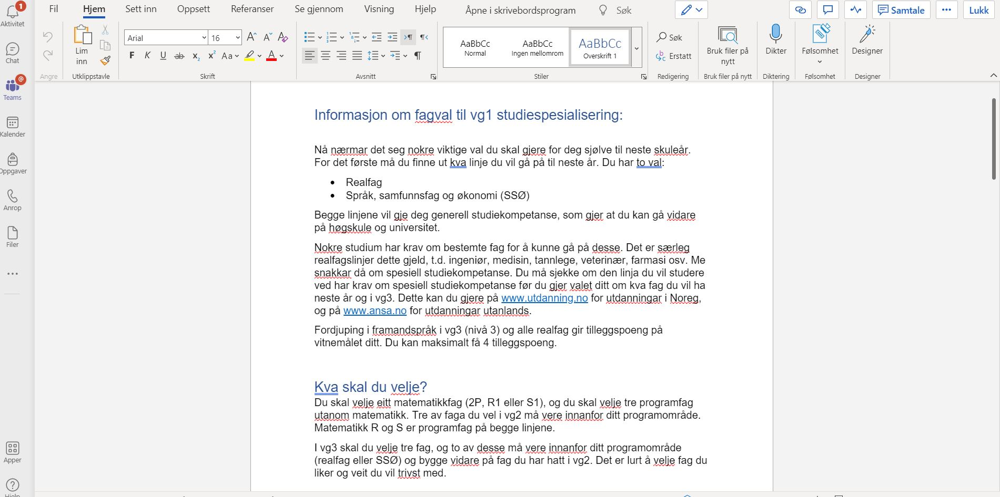 Fil Hjem Sett inn Oppsett Referanser Se gjennom Visning Hjelp Åpne i skrivebordsprogram Søk Samtale Lukk
1
Aktivitet
Chat
@
Teams
Kalender
Oppgaver
Anrop
Filer
Apper
Angre
Lim inn
Utklippstavle
Arial 16
F K U ab x₂ x² Aa A
Skrift
Avsnitt
AaBbCc AaBbCc AaBbCc
Normal Ingen mellomrom Overskrift 1
Stiler
Søk
Erstatt
Redigering
Bruk filer på nytt
Bruk filer på nytt
Dikter
Diktering
Følsomhet
Følsomhet
Designer
Designer
Informasjon om fagval til vg1 studiespesialisering:
Nå nærmar det seg nokre viktige val du skal gjere for deg sjølve til neste skuleår.
For det første må du finne ut kva linje du vil gå på til neste år. Du har to val:
• Realfag
• Språk, samfunnsfag og økonomi (SSØ)
Begge linjene vil gje deg generell studiekompetanse, som gjer at du kan gå vidare
på høgskule og universitet.
Nokre studium har krav om bestemte fag for å kunne gå på desse. Det er særleg
realfagslinjer dette gjeld, t.d. ingeniør, medisin, tannlege, veterinær, farmasi osv. Me
snakkar då om spesiell studiekompetanse. Du må sjekke om den linja du vil studere
ved har krav om spesiell studiekompetanse før du gjer valet ditt om kva fag du vil ha
neste år og i vg3. Dette kan du gjere på www.utdanning.no for utdanningar i Noreg,
og på www.ansa.no for utdanningar utanlands.
Fordjuping i framandspråk i vg3 (nivå 3) og alle realfag gir tilleggspoeng på
vitnemålet ditt. Du kan maksimalt få 4 tilleggspoeng.
Kva skal du velje?
Du skal velje eitt matematikkfag (2P, R1 eller S1), og du skal velje tre programfag
utanom matematikk. Tre av faga du vel i vg2 må vere innanfor ditt programområde.
Matematikk R og S er programfag på begge linjene.
I vg3 skal du velje tre fag, og to av desse må vere innanfor ditt programområde
(realfag eller SSØ) og bygge vidare på fag du har hatt i vg2. Det er lurt å velje fag du
liker og veit du vil trivst med.